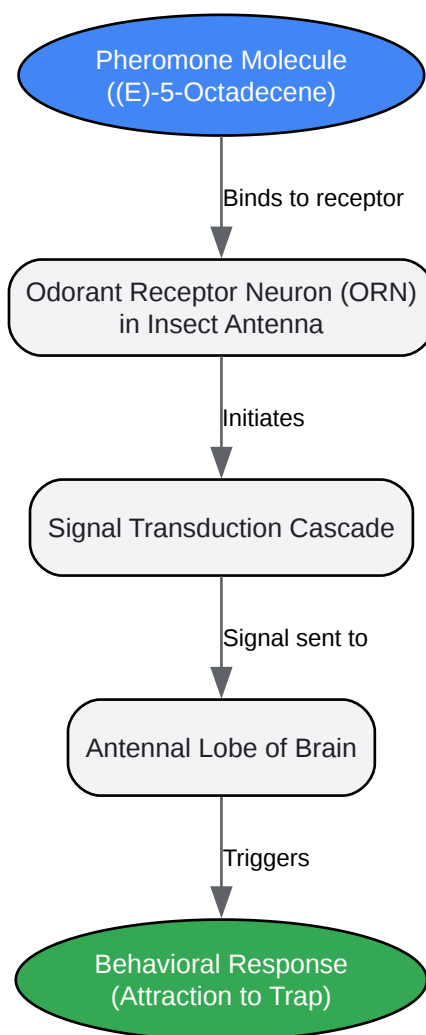 Pheromone Molecule
((E)-5-Octadecene)
Binds to receptor
Odorant Receptor Neuron (ORN)
in Insect Antenna
Initiates
Signal Transduction Cascade
Signal sent to
Antennal Lobe of Brain
Triggers
Behavioral Response
(Attraction to Trap)